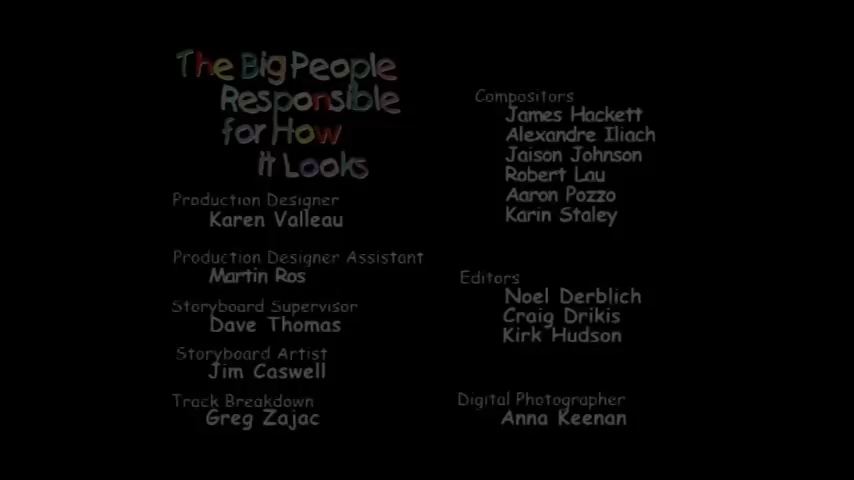 The Big People
Responsible
for How
it Looks
Production Designer
Karen Valleau
Production Designer Assistant
Martin Ros
Storyboard Supervisor
Dave Thomas
Storyboard Artist
Jim Caswell
Track Breakdown
Greg Zajac
Compositors
James Hackett
Alexandre Iliach
Jaison Johnson
Robert Lau
Aaron Pozzo
Karin Staley
Editors
Noel Derblich
Craig Drikis
Kirk Hudson
Digital Photographer
Anna Keenan